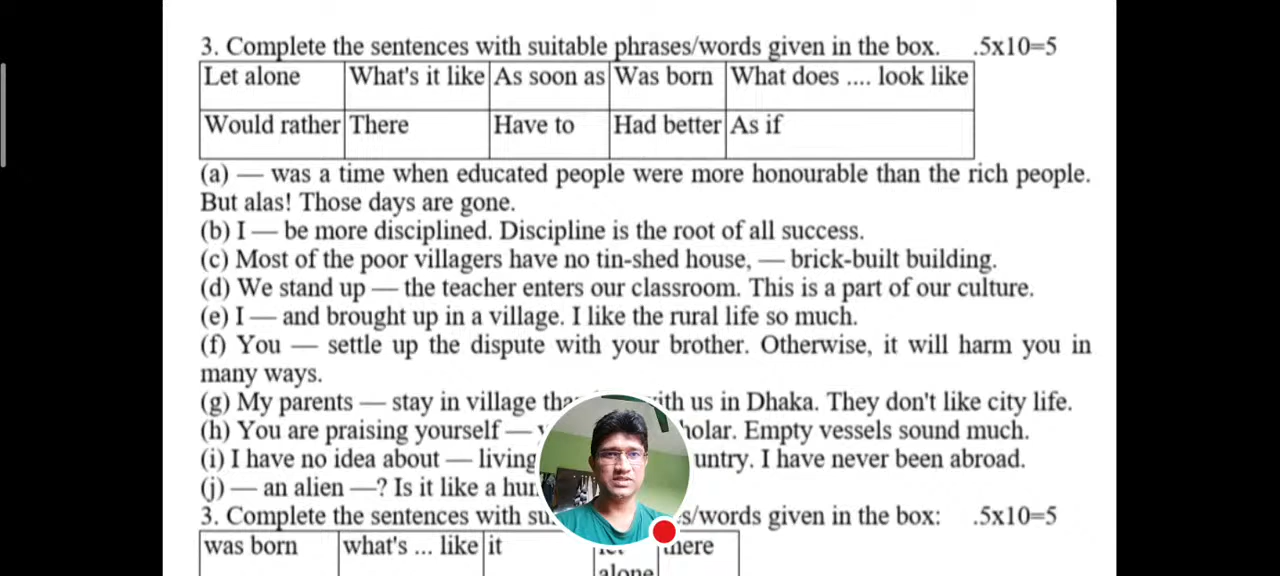 3. Complete the sentences with suitable phrases/words given in the box. .5x10=5
Let alone What's it like As soon as Was born What does .... look like
Would rather There Have to Had better As if
(a) — was a time when educated people were more honourable than the rich people.
But alas! Those days are gone.
(b) I — be more disciplined. Discipline is the root of all success.
(c) Most of the poor villagers have no tin-shed house, — brick-built building.
(d) We stand up — the teacher enters our classroom. This is a part of our culture.
(e) I — and brought up in a village. I like the rural life so much.
(f) You — settle up the dispute with your brother. Otherwise, it will harm you in
many ways.
(g) My parents — stay in village us in Dhaka. They don't like city life.
(h) You are praising yourself — Empty vessels sound much.
(i) I have no idea about — living I have never been abroad.
(j) — an alien —? Is it like a
3. Complete the sentences with given in the box: .5x10=5
was born what's ... like it let there
alone